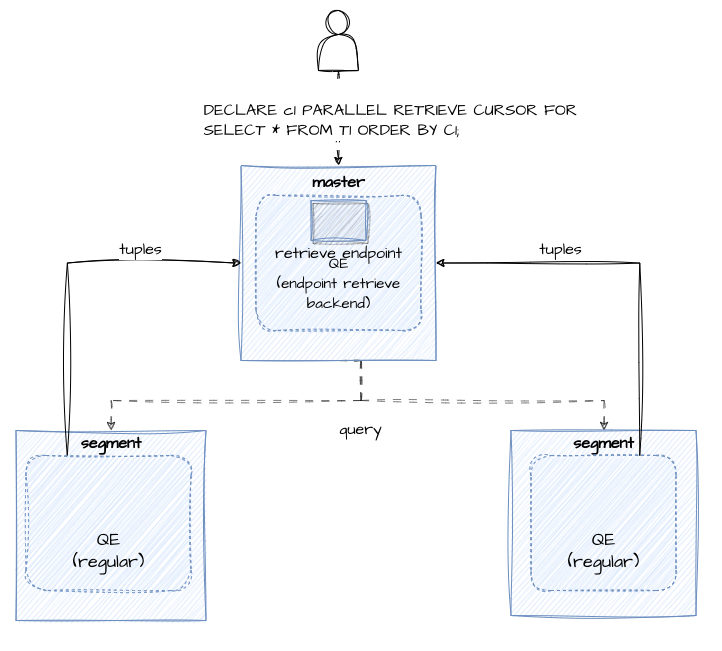 DECLARE c1 PARALLEL RETRIEVE CURSOR FOR
SELECT * FROM T1 ORDER BY C1;
master
retrieve endpoint
QE
(endpoint retrieve
backend)
tuples
tuples
query
segment
segment
QE
(regular)
QE
(regular)